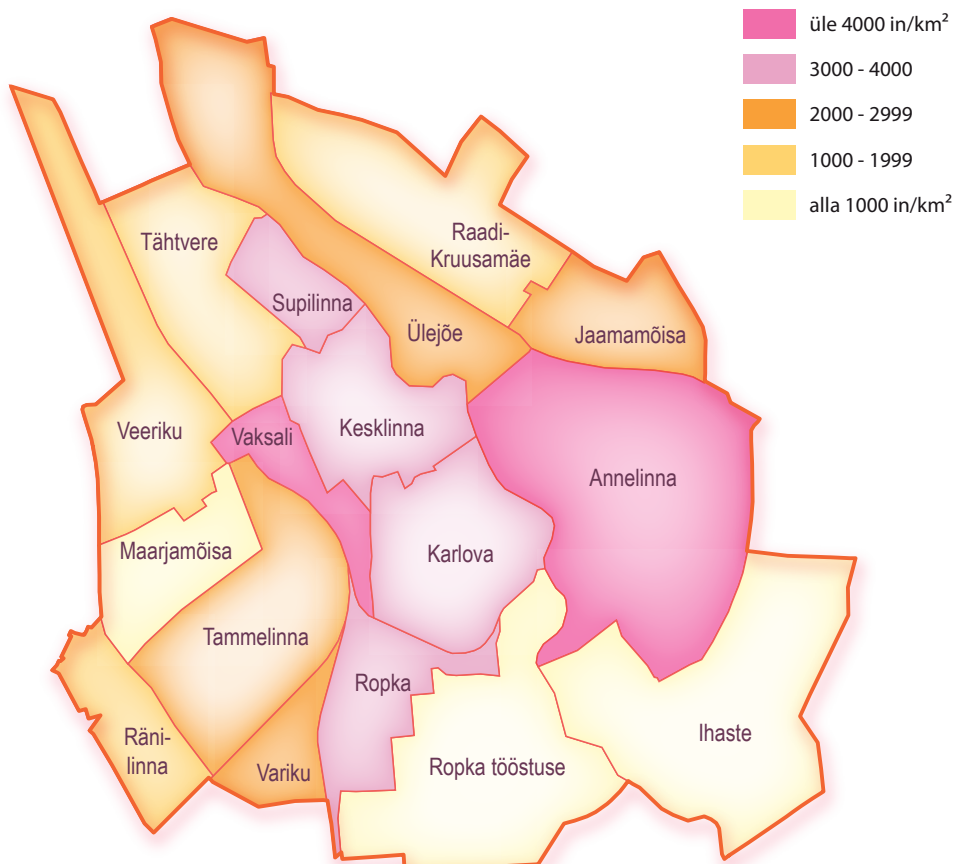 üle 4000 in/km²
3000 - 4000
2000 - 2999
1000 - 1999
alla 1000 in/km²
Tähtvere
Raadi-
Kruusamäe
Supilinna
Ülejõe
Jaamamõisa
Veeriku
Vaksali
Kesklinna
Annelinna
Maarjamõisa
Karlova
Tammelinna
Ropka
Räni-
linna
Variku
Ropka tööstuse
Ihaste